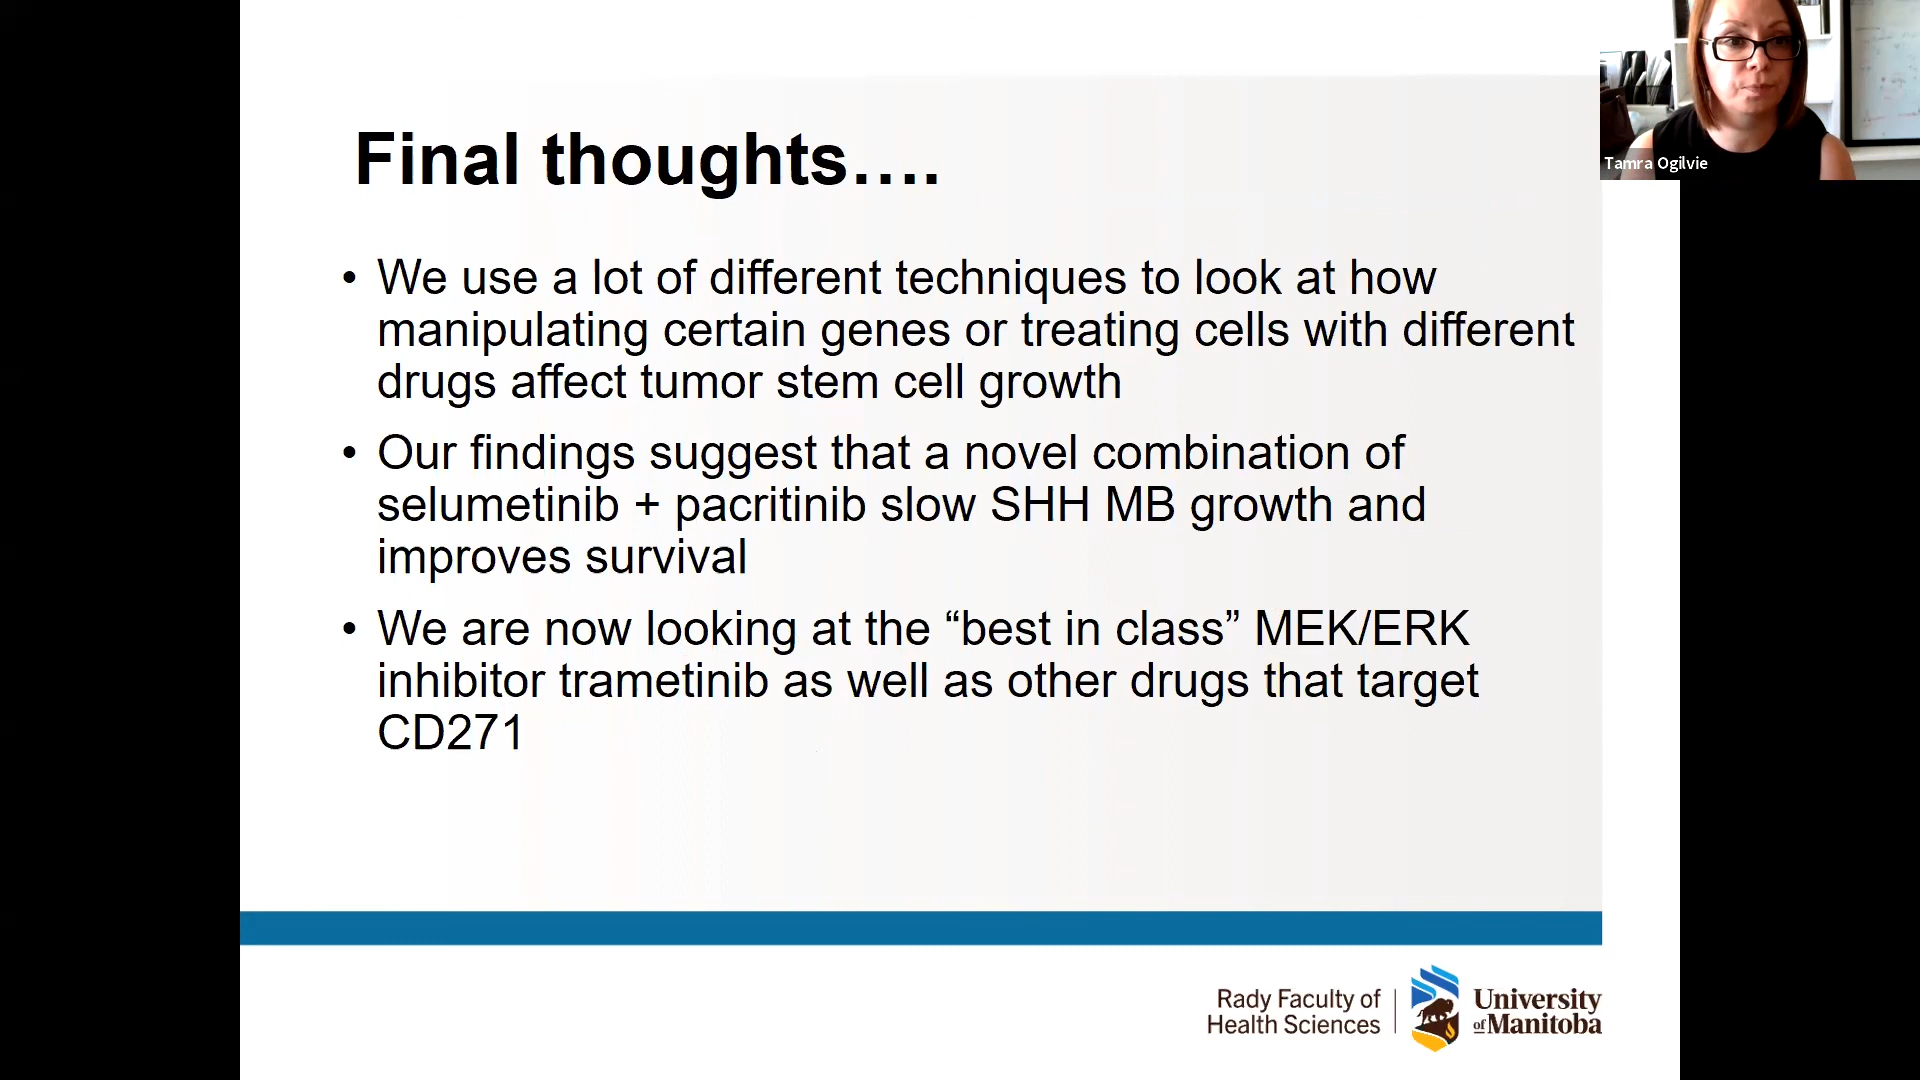 Tamra Ogilvie
Final thoughts….
• We use a lot of different techniques to look at how
manipulating certain genes or treating cells with different
drugs affect tumor stem cell growth
• Our findings suggest that a novel combination of
selumetinib + pacritinib slow SHH MB growth and
improves survival
• We are now looking at the “best in class” MEK/ERK
inhibitor trametinib as well as other drugs that target
CD271
Rady Faculty of
Health Sciences
University
of Manitoba